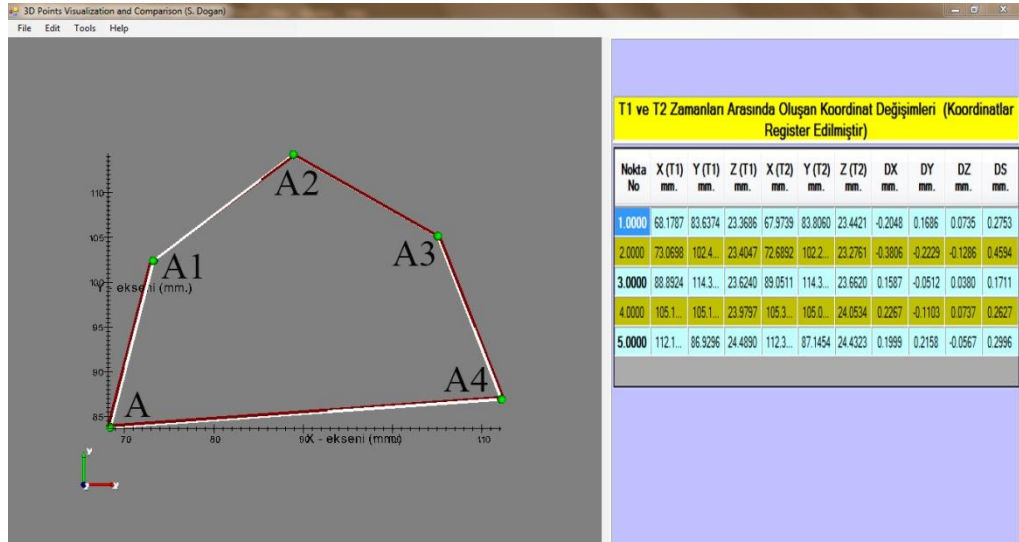 3D Points Visualization and Comparison (S. Dogan)
File Edit Tools Help
A2
110
A3
105
A1
100
Y - ekseni (mm.)
95
90
A4
A
85
70 80 90 X - ekseni (mm.) 110
y
x
T1 ve T2 Zamanları Arasında Oluşan Koordinat Değişimleri (Koordinatlar
Register Edilmiştir)
Nokta No X (T1) mm. Y (T1) mm. Z (T1) mm. X (T2) mm. Y (T2) mm. Z (T2) mm. DX mm. DY mm. DZ mm. DS mm.
1.0000 68.1787 83.6374 23.3686 67.9739 83.8060 23.4421 -0.2048 0.1686 0.0735 0.2753
2.0000 73.0698 102.4... 23.4047 72.6892 102.2... 23.2761 -0.3806 -0.2229 -0.1286 0.4594
3.0000 88.8924 114.3... 23.6240 89.0511 114.3... 23.6620 0.1587 -0.0512 0.0380 0.1711
4.0000 105.1... 105.1... 23.9797 105.3... 105.0... 24.0534 0.2267 -0.1103 0.0737 0.2627
5.0000 112.1... 86.9296 24.4890 112.3... 87.1454 24.4323 0.1999 0.2158 -0.0567 0.2996